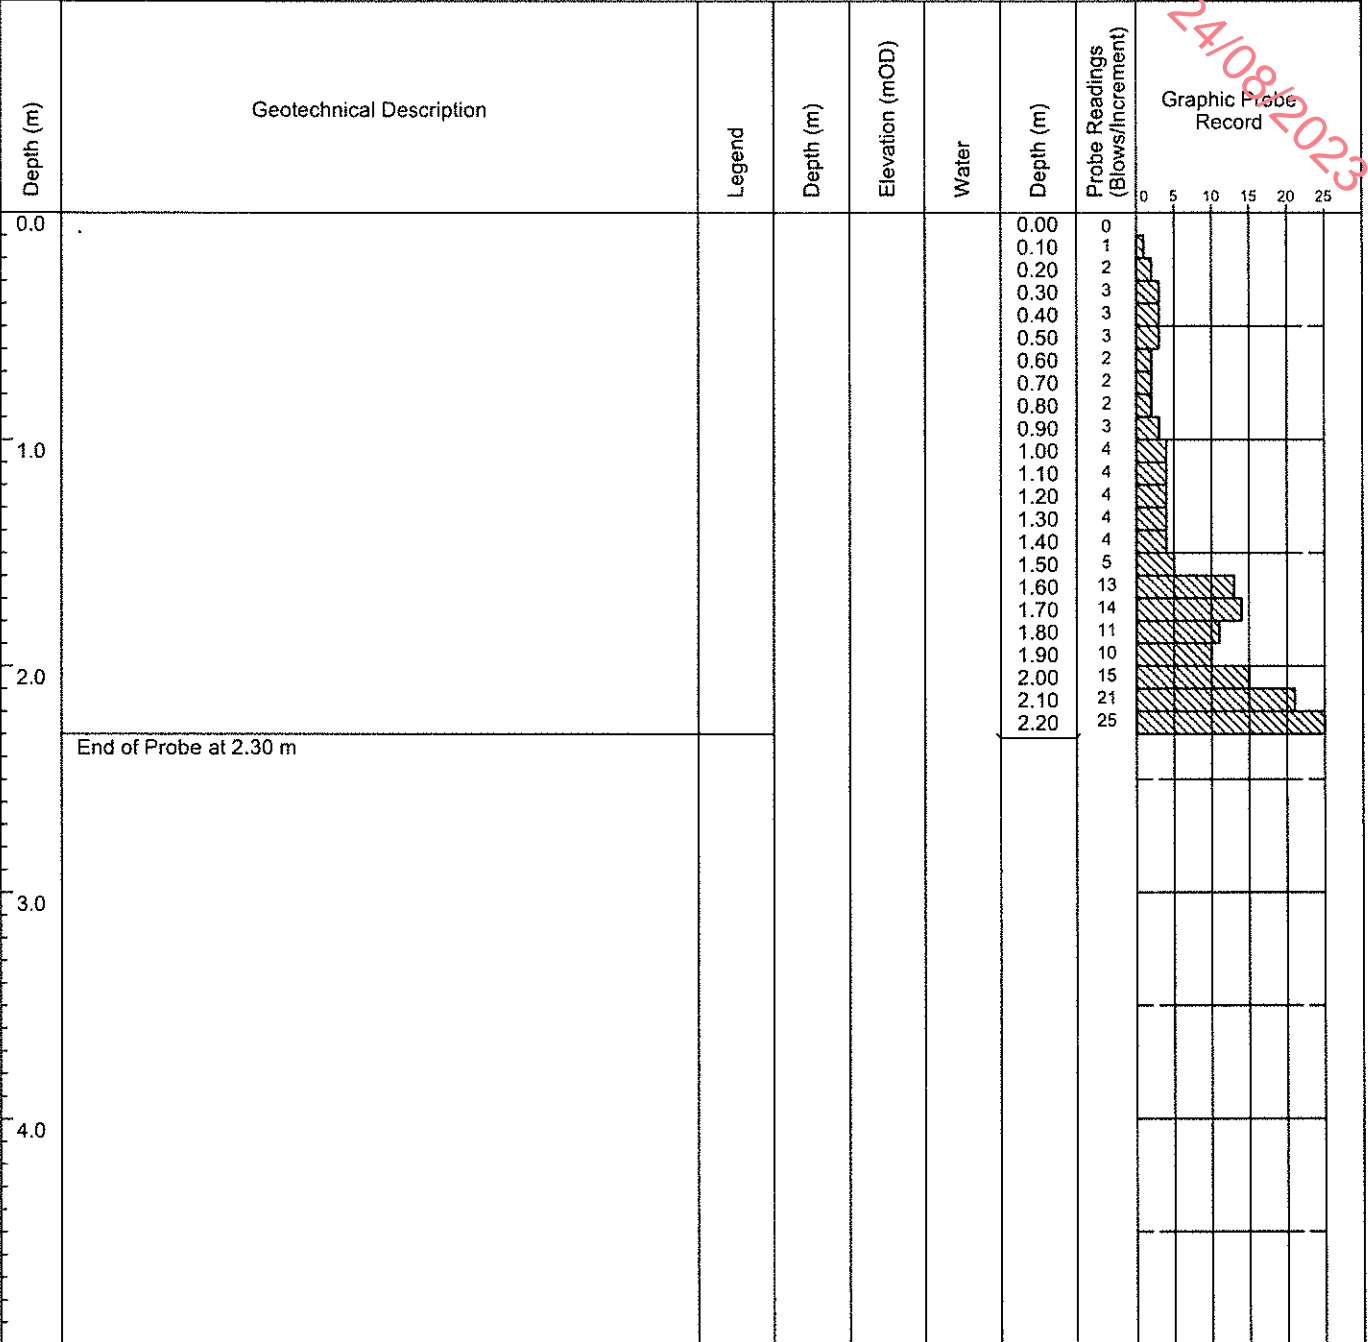 24/08/2023
Depth (m)
Geotechnical Description
Legend
Depth (m)
Elevation (mOD)
Water
Depth (m)
Probe Readings
(Blows/Increment)
Graphic Probe
Record
0 5 10 15 20 25
0.0
1.0
2.0
3.0
4.0
End of Probe at 2.30 m
0.00 0
0.10 1
0.20 2
0.30 3
0.40 3
0.50 3
0.60 2
0.70 2
0.80 2
0.90 3
1.00 4
1.10 4
1.20 4
1.30 4
1.40 4
1.50 5
1.60 13
1.70 14
1.80 11
1.90 10
2.00 15
2.10 21
2.20 25